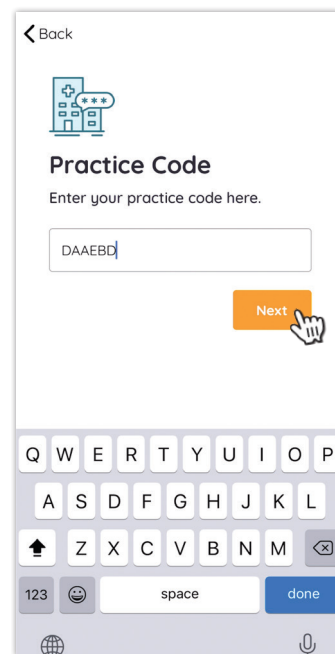 Back
***
Practice Code
Enter your practice code here.
DAAEBD
Next
Q W E R T Y U I O P
A S D F G H J K L
Z X C V B N M
123 space done